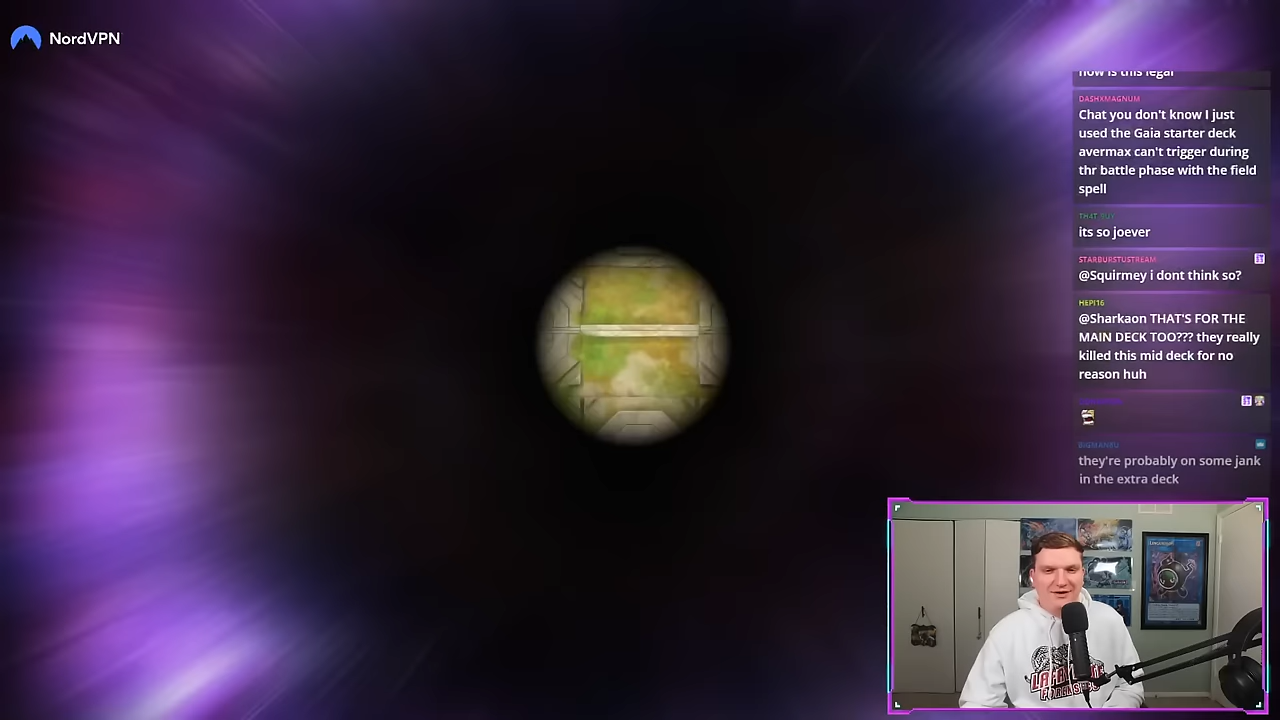 NordVPN
now is this legal
DASHXMAGNUM
Chat you don't know I just
used the Gaia starter deck
avermax can't trigger during
thr battle phase with the field
spell
TH4T_GUY
its so joever
STARBURSTUSTREAM
@Squirmey i dont think so?
HEPI16
@Sharkaon THAT'S FOR THE
MAIN DECK TOO??? they really
killed this mid deck for no
reason huh
they're probably on some jank
in the extra deck